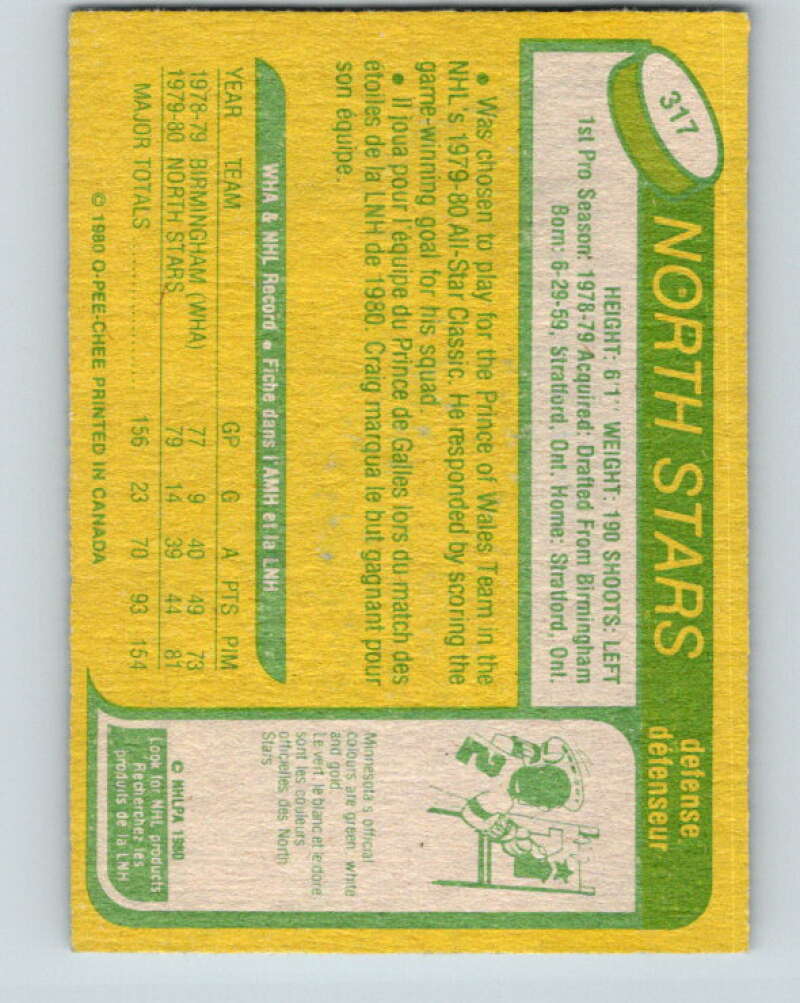 317
NORTH STARS
defense
défenseur
HEIGHT: 6'1" WEIGHT: 190 SHOOTS: LEFT
1st Pro Season: 1978-79 Acquired: Drafted From Birmingham
Born: 6-29-59, Stratford, Ont. Home: Stratford, Ont.
• Was chosen to play for the Prince of Wales Team in the
NHL's 1979-80 All-Star Classic. He responded by scoring the
game-winning goal for his squad.
• Il joua pour l'équipe du Prince de Galles lors du match des
étoiles de la LNH de 1980. Craig marqua le but gagnant pour
son équipe.
WHA & NHL Record • Fiche dans l'AMH et la LNH
YEAR TEAM GP G A PTS PIM
1978-79 BIRMINGHAM (WHA) 77 9 40 49 73
1979-80 NORTH STARS 79 14 39 44 81
MAJOR TOTALS .......... 156 23 70 93 154
© 1980 O-PEE-CHEE PRINTED IN CANADA
2
Minnesota's official
colours are green, white
and gold.
Le vert, le blanc et le dore
sont les couleurs
officielles des North
Stars
© NHLPA 1980
Look for NHL products
Recherchez les
produits de la LNH